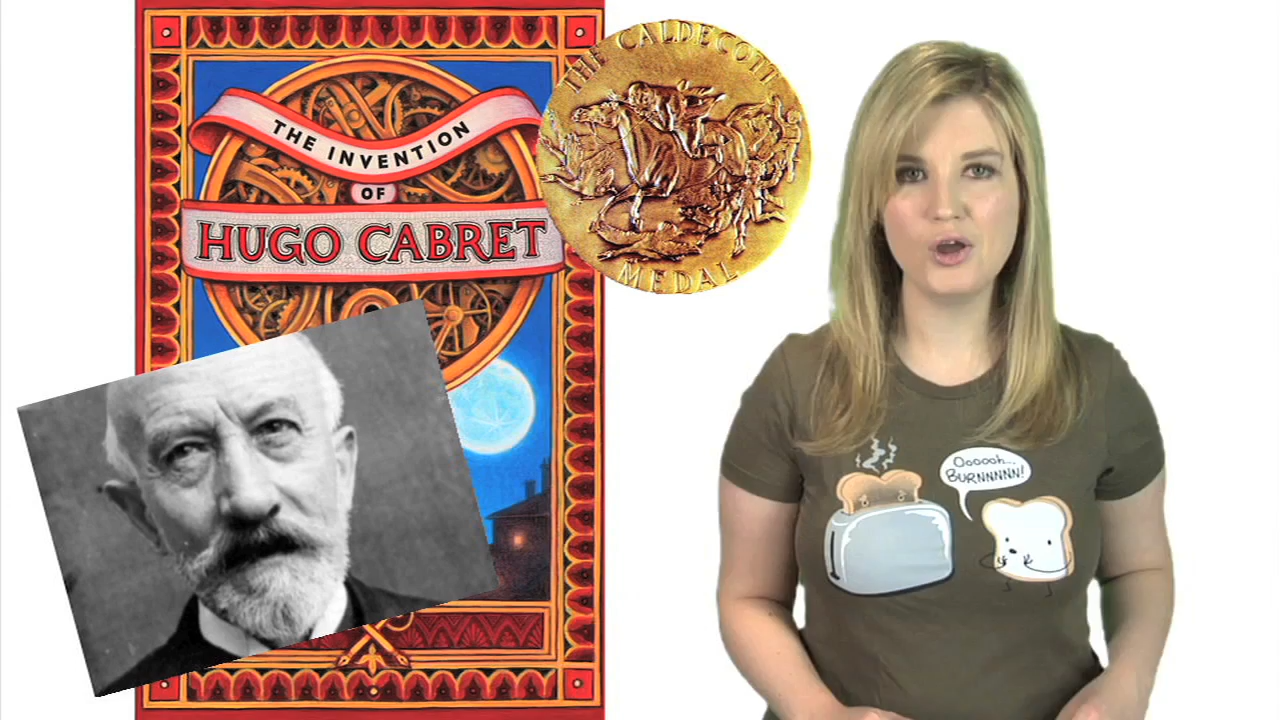 THE INVENTION
OF
HUGO CABRET
THE CALDECOTT
MEDAL
Oooooh...
BURNNNNN!